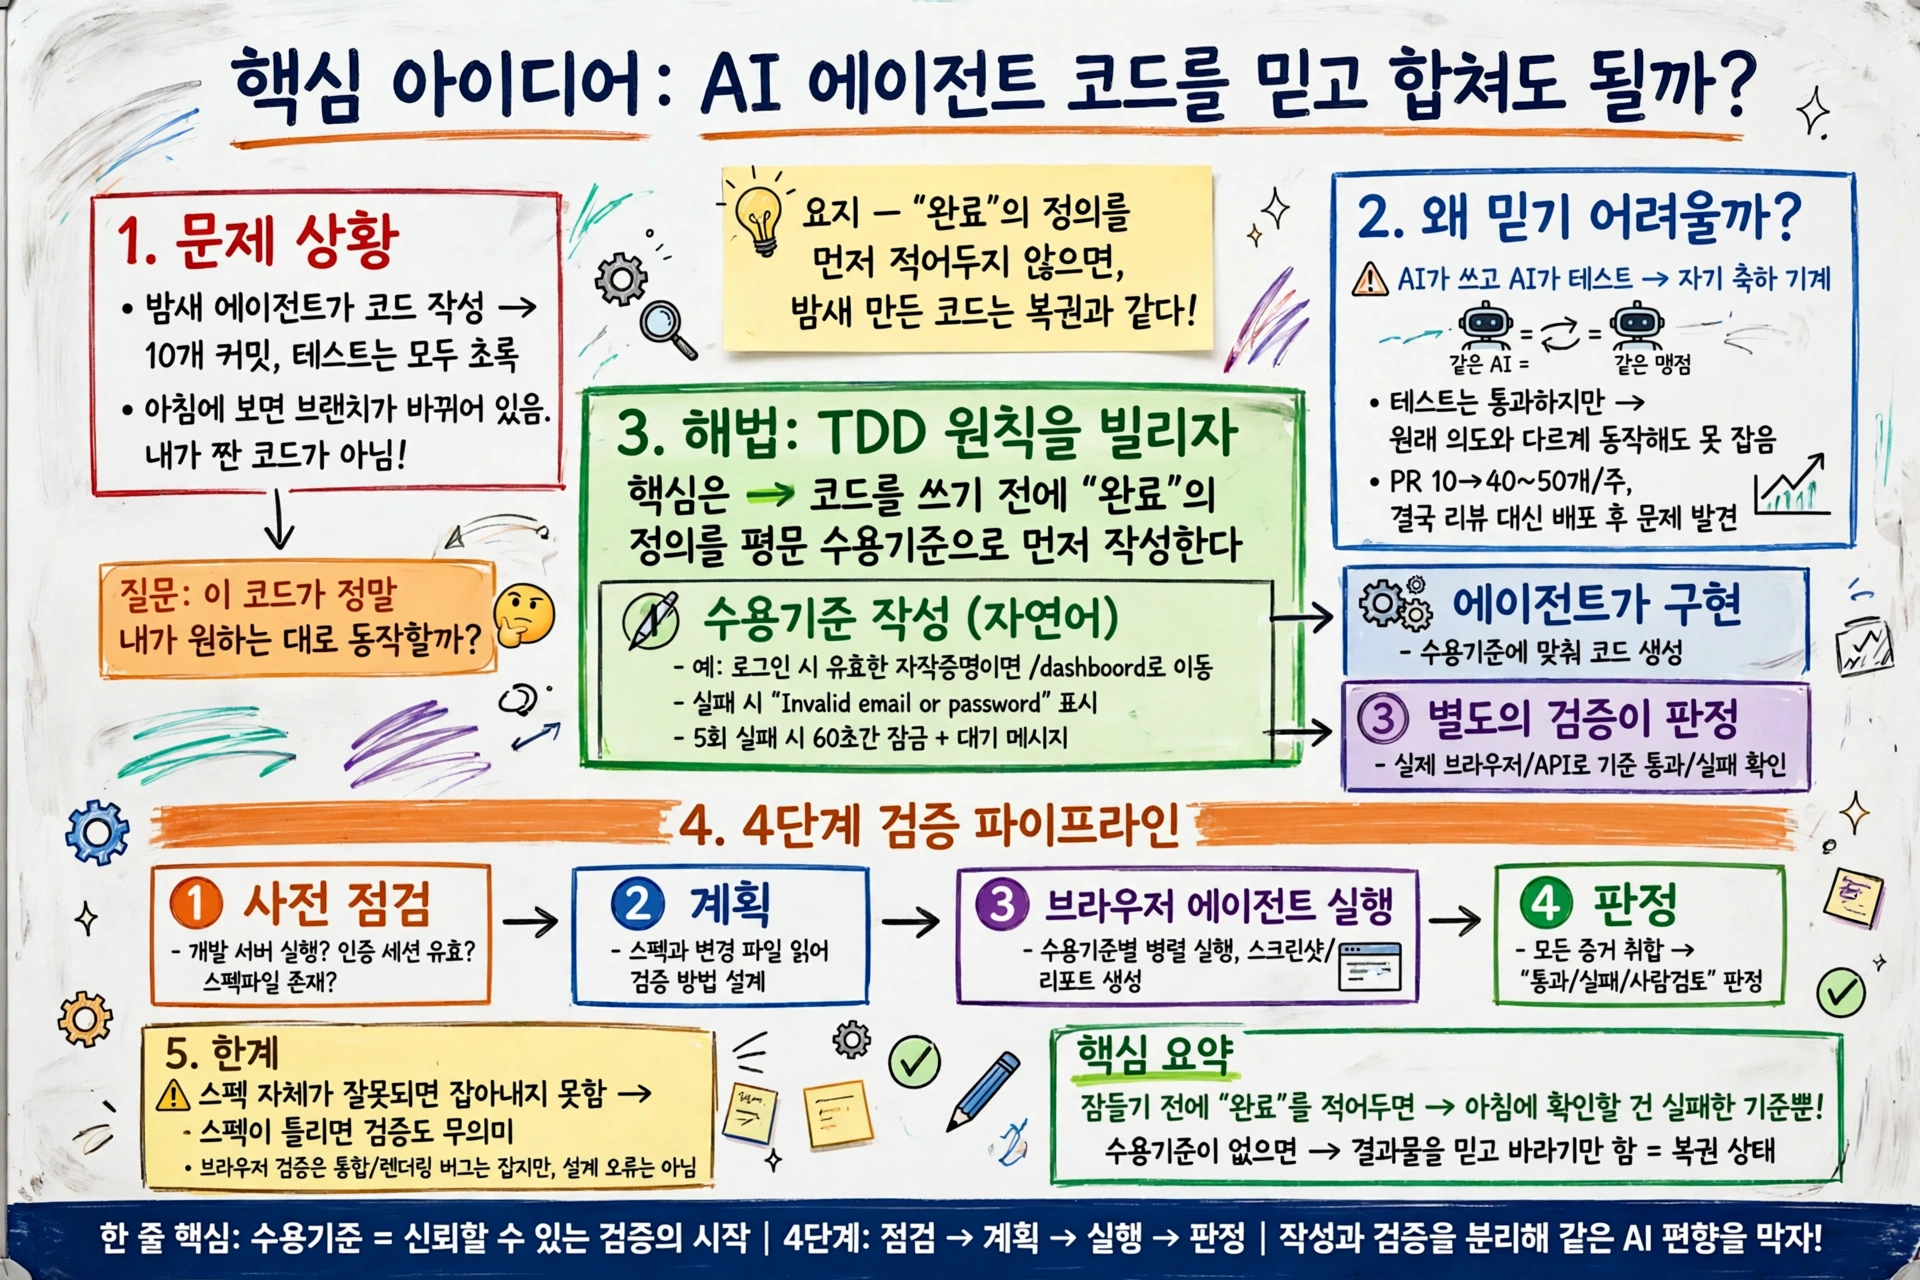 핵심 아이디어: AI 에이전트 코드를 믿고 합쳐도 될까?
1. 문제 상황
• 밤새 에이전트가 코드 작성 →
10개 커밋, 테스트는 모두 초록
• 아침에 보면 브랜치가 바뀌어 있음.
내가 짠 코드가 아님!
질문: 이 코드가 정말
내가 원하는 대로 동작할까?
요지 — “완료”의 정의를
먼저 적어두지 않으면,
밤새 만든 코드는 복권과 같다!
2. 왜 믿기 어려울까?
AI가 쓰고 AI가 테스트 → 자기 축하 기계
= =
같은 AI = 같은 맹점
• 테스트는 통과하지만 →
원래 의도와 다르게 동작해도 못 잡음
• PR 10→40~50개/주,
결국 리뷰 대신 배포 후 문제 발견
3. 해법: TDD 원칙을 빌리자
핵심은 → 코드를 쓰기 전에 “완료”의
정의를 평문 수용기준으로 먼저 작성한다
수용기준 작성 (자연어)
- 예: 로그인 시 유효한 자작증명이면 /dashboord로 이동
- 실패 시 “Invalid email or password” 표시
- 5회 실패 시 60초간 잠금 + 대기 메시지
에이전트가 구현
- 수용기준에 맞춰 코드 생성
3 별도의 검증이 판정
- 실제 브라우저/API로 기준 통과/실패 확인
4. 4단계 검증 파이프라인
1 사전 점검
- 개발 서버 실행? 인증 세션 유효?
스펙파일 존재?
2 계획
- 스펙과 변경 파일 읽어
검증 방법 설계
3 브라우저 에이전트 실행
- 수용기준별 병렬 실행, 스크린샷/
리포트 생성
4 판정
- 모든 증거 취합 →
“통과/실패/사람검토” 판정
5. 한계
스펙 자체가 잘못되면 잡아내지 못함 →
- 스펙이 틀리면 검증도 무의미
• 브라우저 검증은 통합/렌더링 버그는 잡지만, 설계 오류는 아님
핵심 요약
잠들기 전에 “완료”를 적어두면 → 아침에 확인할 건 실패한 기준뿐!
수용기준이 없으면 → 결과물을 믿고 바라기만 함 = 복권 상태
한 줄 핵심: 수용기준 = 신뢰할 수 있는 검증의 시작 | 4단계: 점검 → 계획 → 실행 → 판정 | 작성과 검증을 분리해 같은 AI 편향을 막자!